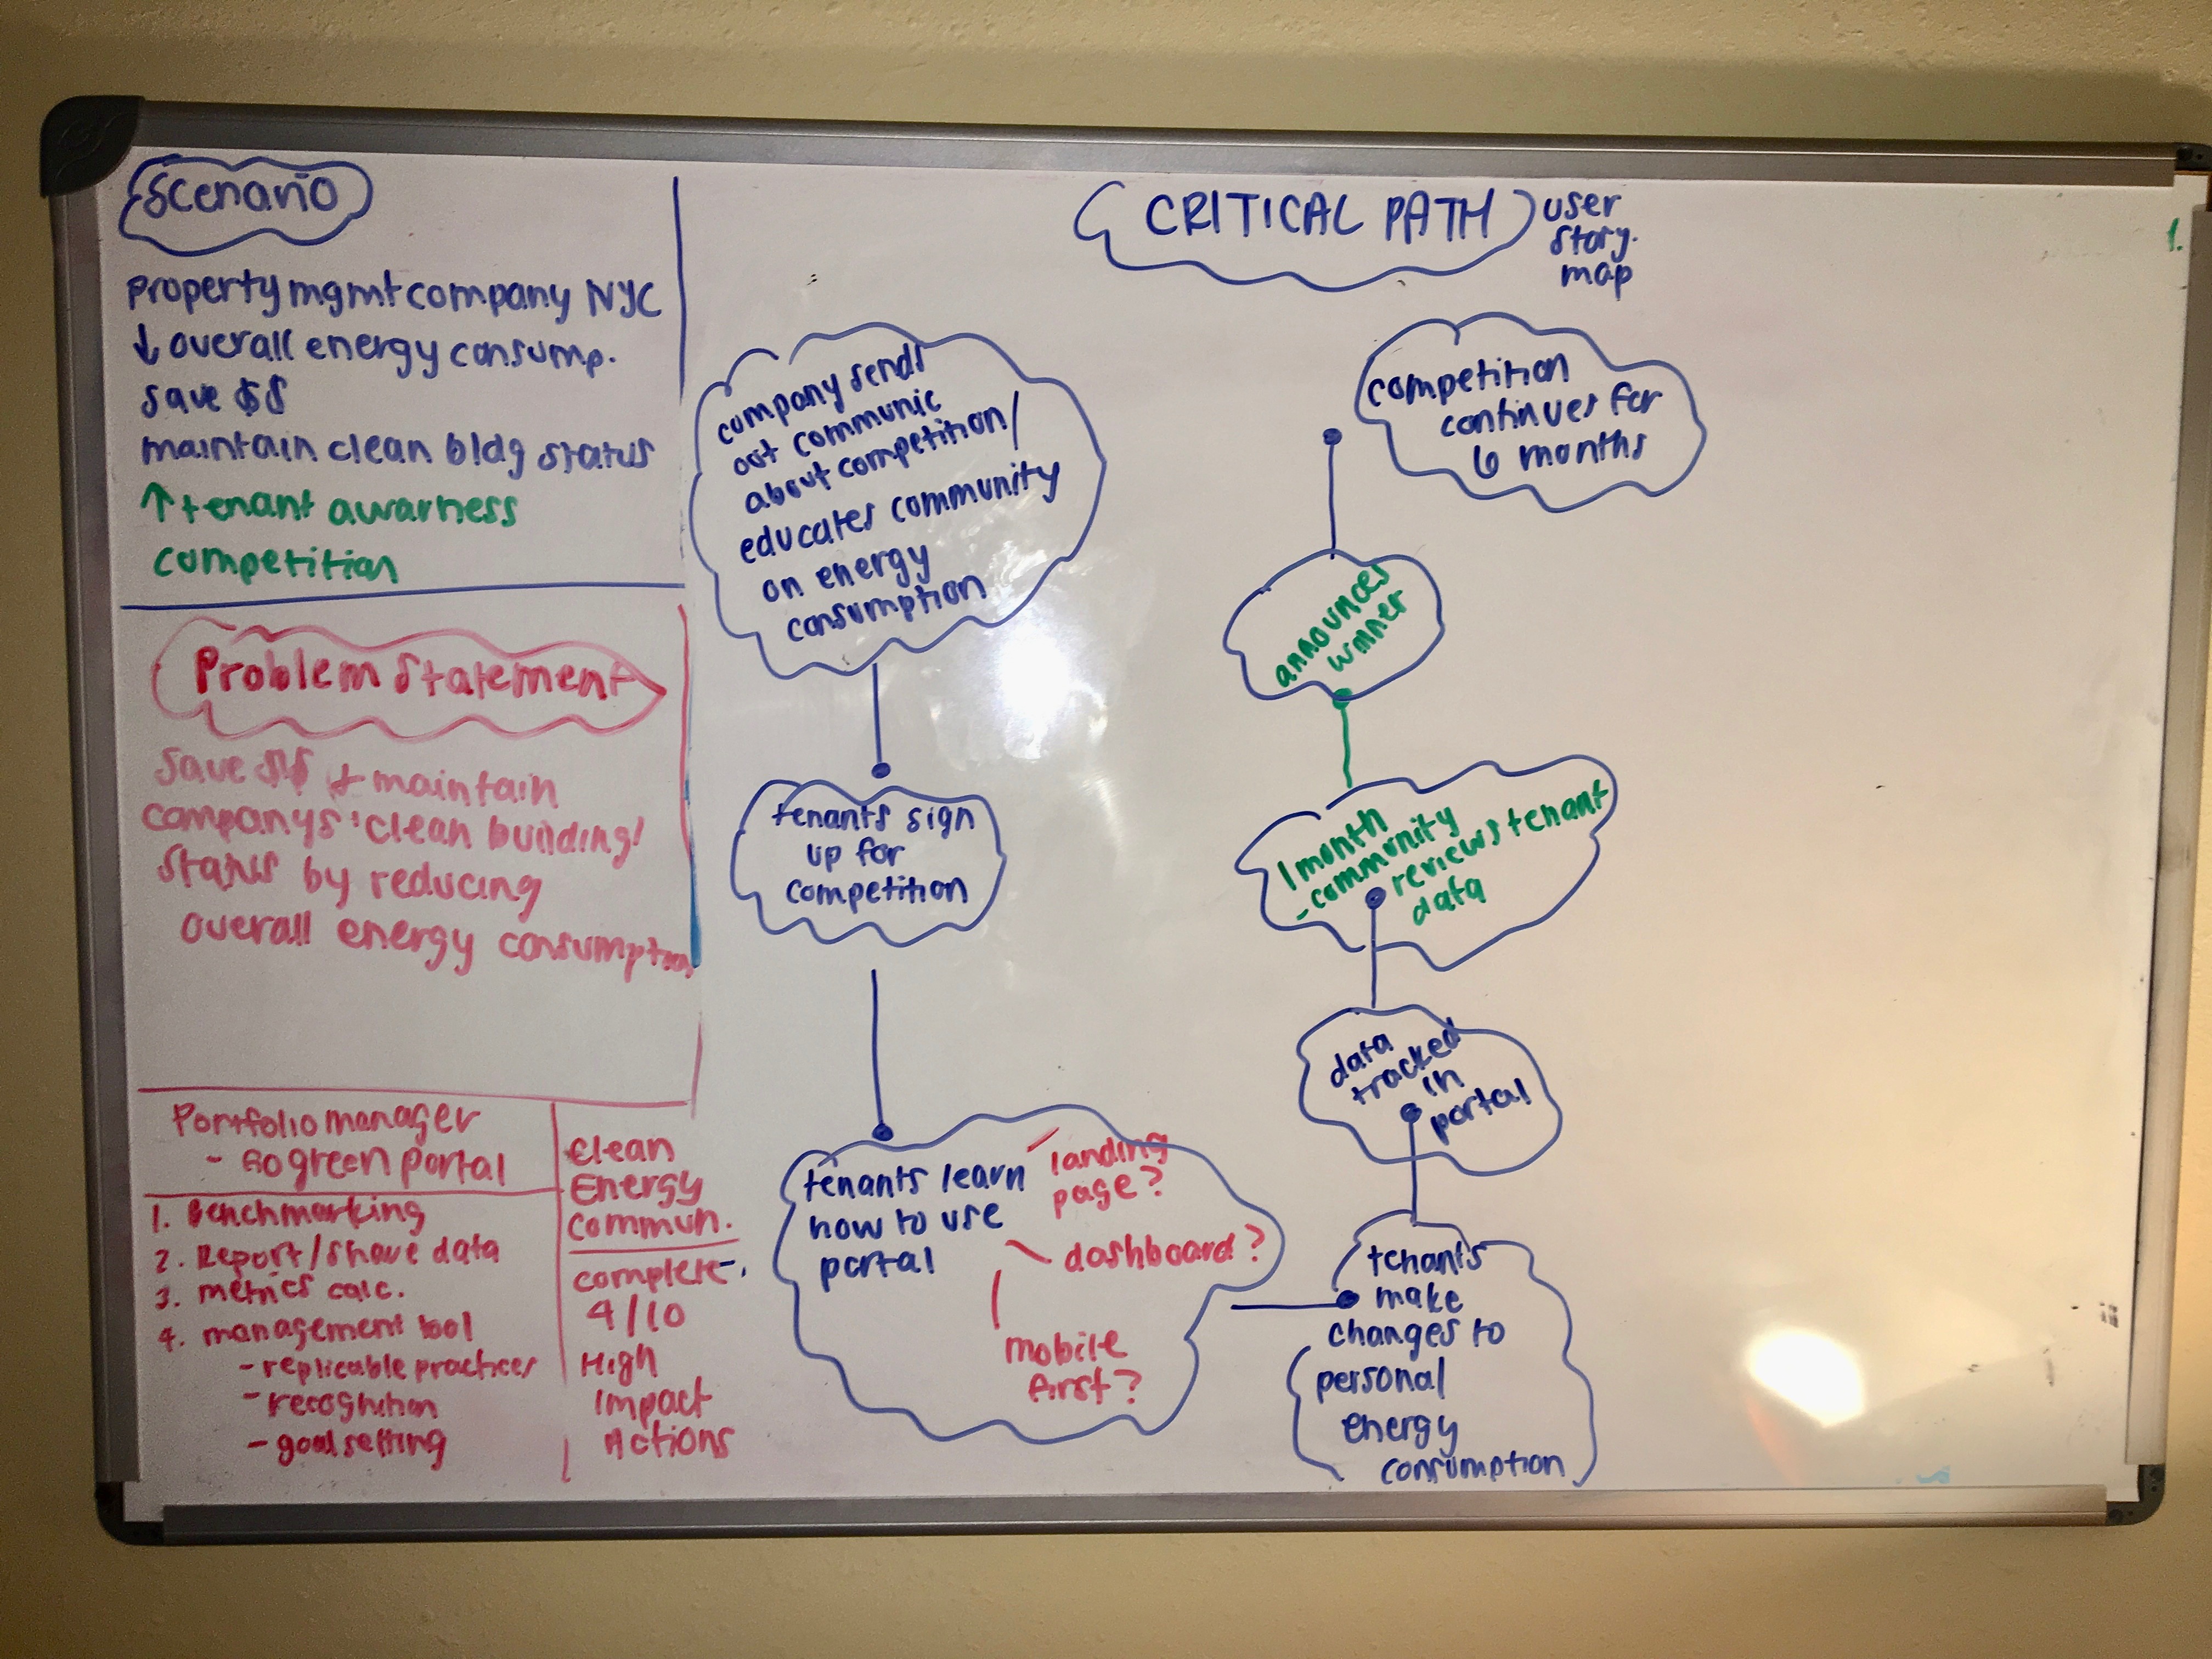 Scenario
property mgmt company NYC
↓ overall energy consump.
save $$
maintain clean bldg status
↑ tenant awarness
competition
Problem Statement
Save $$ + maintain
companys 'clean building'
status by reducing
overall energy consumption
Portfolio manager
- Go green portal
1. Benchmarking
2. Report/share data
3. metrics calc.
4. management tool
- replicable practices
- recognition
- goal setting
Clean
Energy
Commun.
complete
4/10
High
Impact
Actions
CRITICAL PATH
user
story
map
company sends
out communic
about competition/
educates community
on energy
consumption
tenants sign
up for
competition
tenants learn
how to use
portal
landing
page?
dashboard?
mobile
first?
tenants
make
changes to
personal
energy
consumption
data
tracked
in
portal
1 month
- community
reviews tenant
data
announces
winner
competition
continues for
6 months
1.